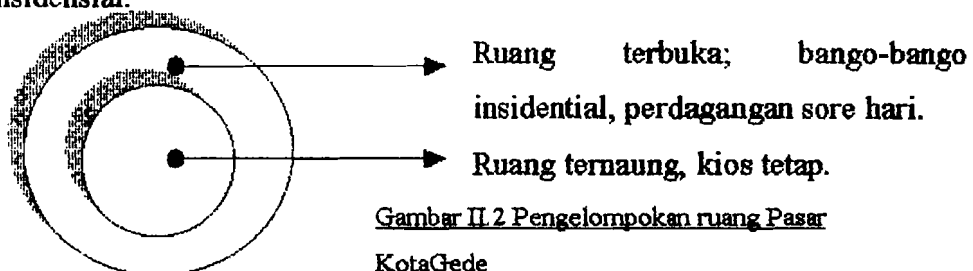 insidensial.
Ruang terbuka; bango-bango
insidential, perdagangan sore hari.
Ruang ternaung, kios tetap.
Gambar II.2 Pengelompokan ruang Pasar
KotaGede